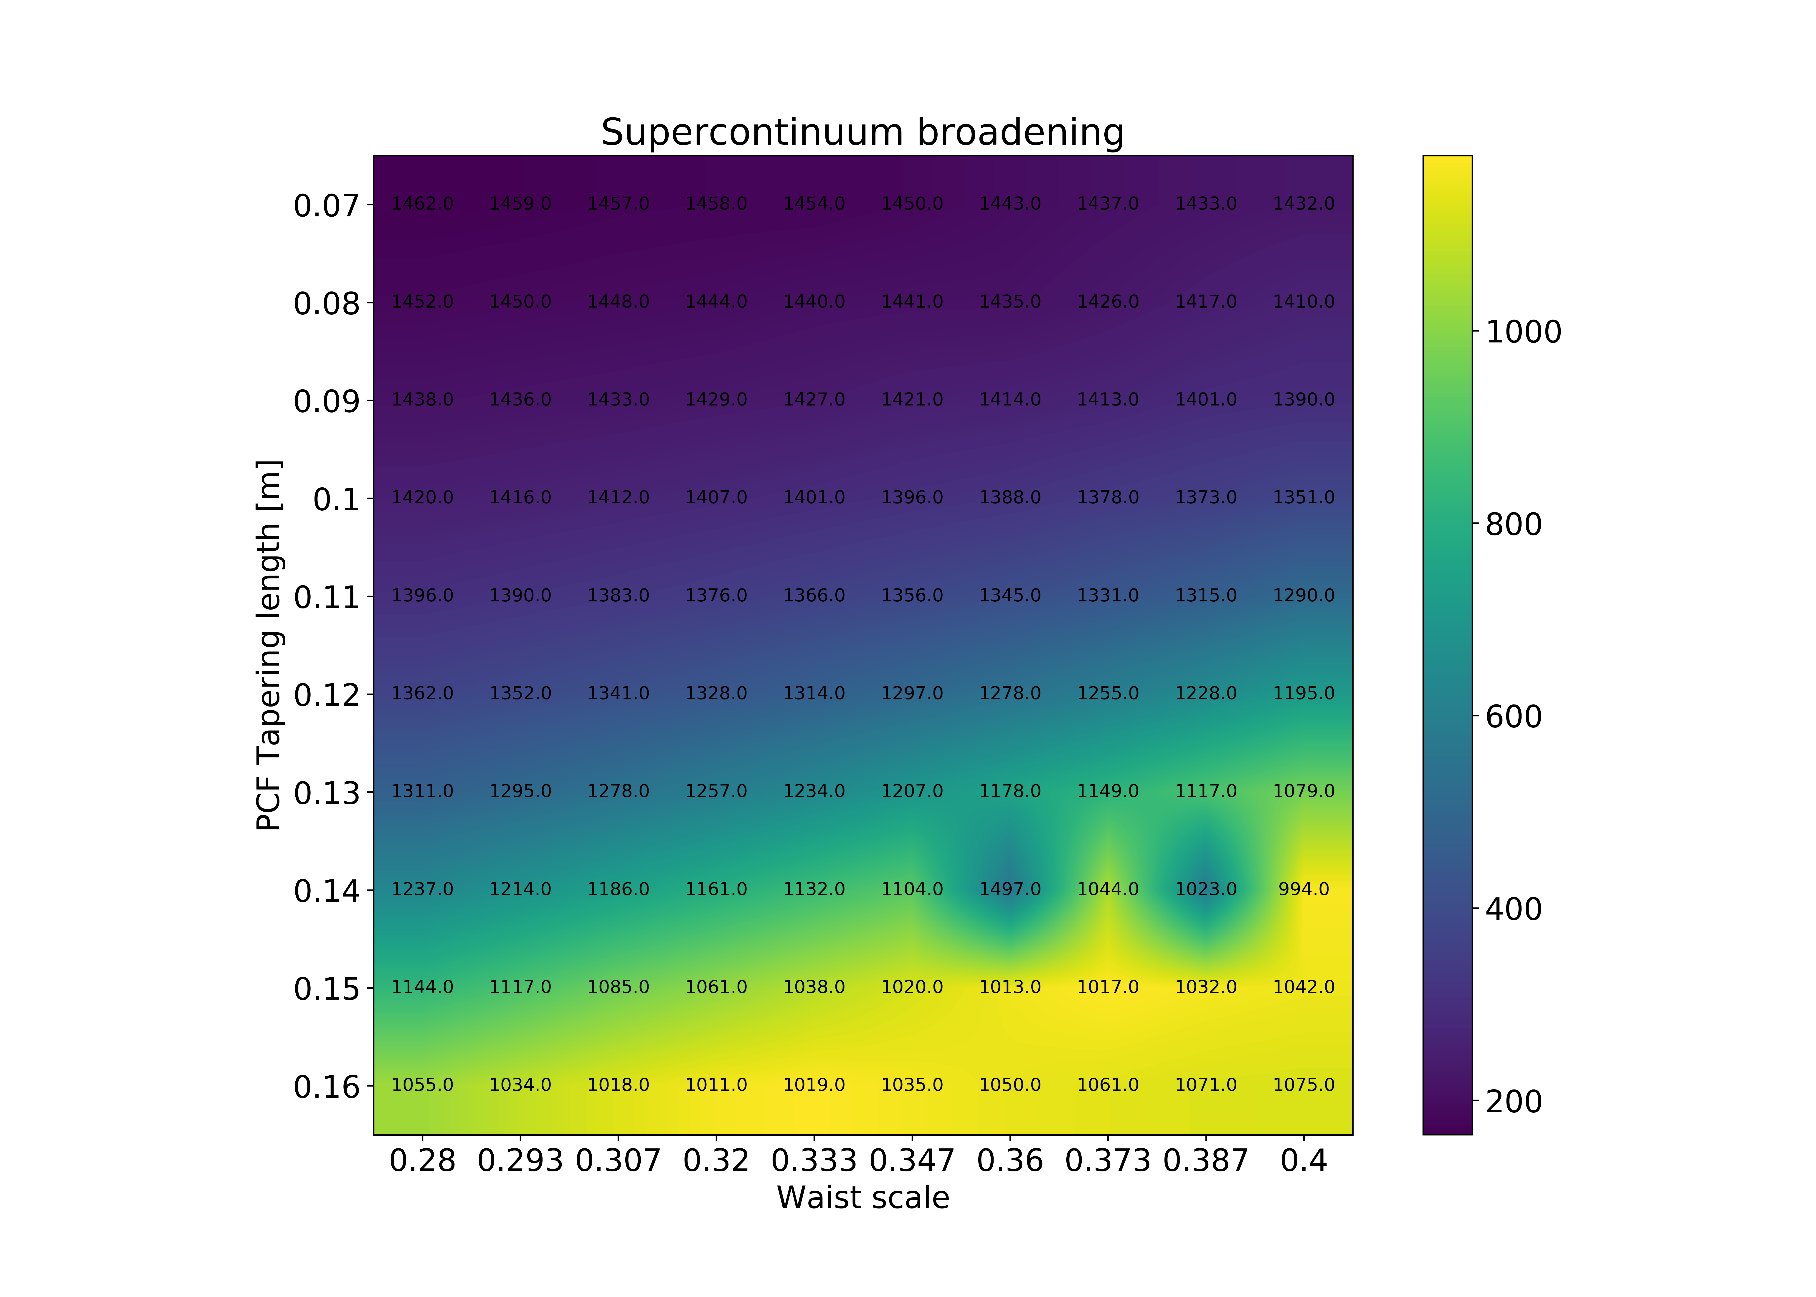 Supercontinuum broadening
0.07 1462.0 1459.0 1457.0 1458.0 1454.0 1450.0 1443.0 1437.0 1433.0 1432.0
0.08 1452.0 1450.0 1448.0 1444.0 1440.0 1441.0 1435.0 1426.0 1417.0 1410.0
0.09 1438.0 1436.0 1433.0 1429.0 1427.0 1421.0 1414.0 1413.0 1401.0 1390.0
0.1 1420.0 1416.0 1412.0 1407.0 1401.0 1396.0 1388.0 1378.0 1373.0 1351.0
0.11 1396.0 1390.0 1383.0 1376.0 1366.0 1356.0 1345.0 1331.0 1315.0 1290.0
0.12 1362.0 1352.0 1341.0 1328.0 1314.0 1297.0 1278.0 1255.0 1228.0 1195.0
0.13 1311.0 1295.0 1278.0 1257.0 1234.0 1207.0 1178.0 1149.0 1117.0 1079.0
0.14 1237.0 1214.0 1186.0 1161.0 1132.0 1104.0 1497.0 1044.0 1023.0 994.0
0.15 1144.0 1117.0 1085.0 1061.0 1038.0 1020.0 1013.0 1017.0 1032.0 1042.0
0.16 1055.0 1034.0 1018.0 1011.0 1019.0 1035.0 1050.0 1061.0 1071.0 1075.0
0.28 0.293 0.307 0.32 0.333 0.347 0.36 0.373 0.387 0.4
Waist scale
PCF Tapering length [m]
1000
800
600
400
200